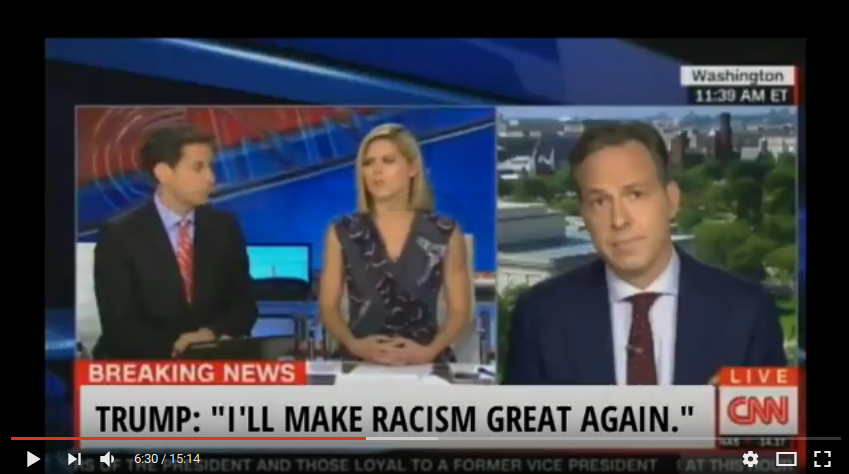 Washington
11:39 AM ET
BREAKING NEWS
LIVE
TRUMP: "I'LL MAKE RACISM GREAT AGAIN."
CNN
OF THE PRESIDENT AND THOSE LOYAL TO A FORMER VICE PRESIDENT
6:30 / 15:14